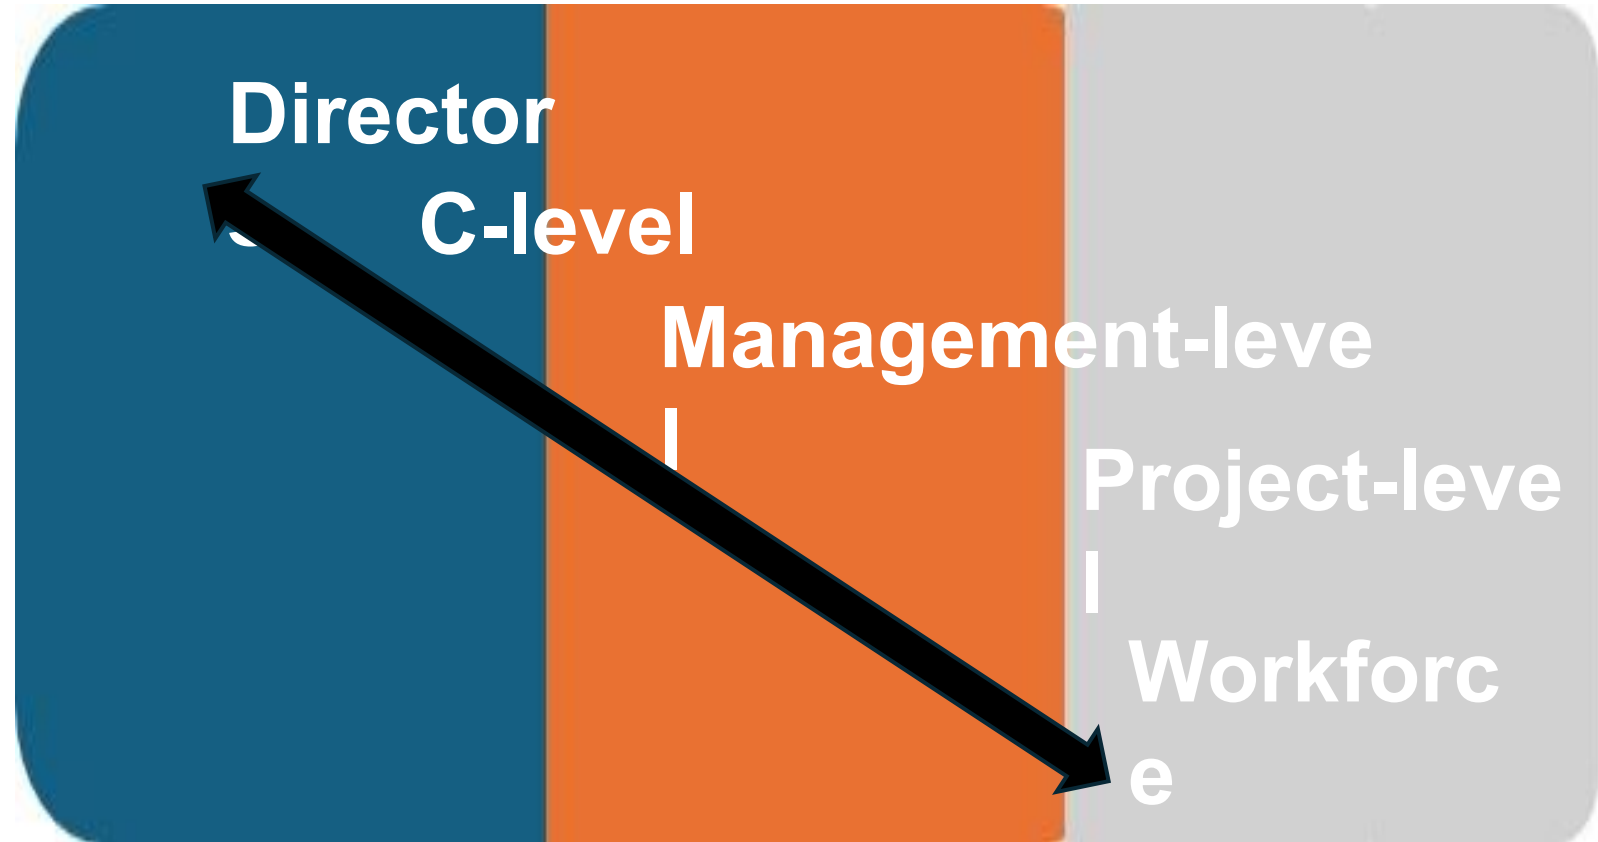 Director
s
C-level
Management-leve
l
Project-leve
l
Workforc
e